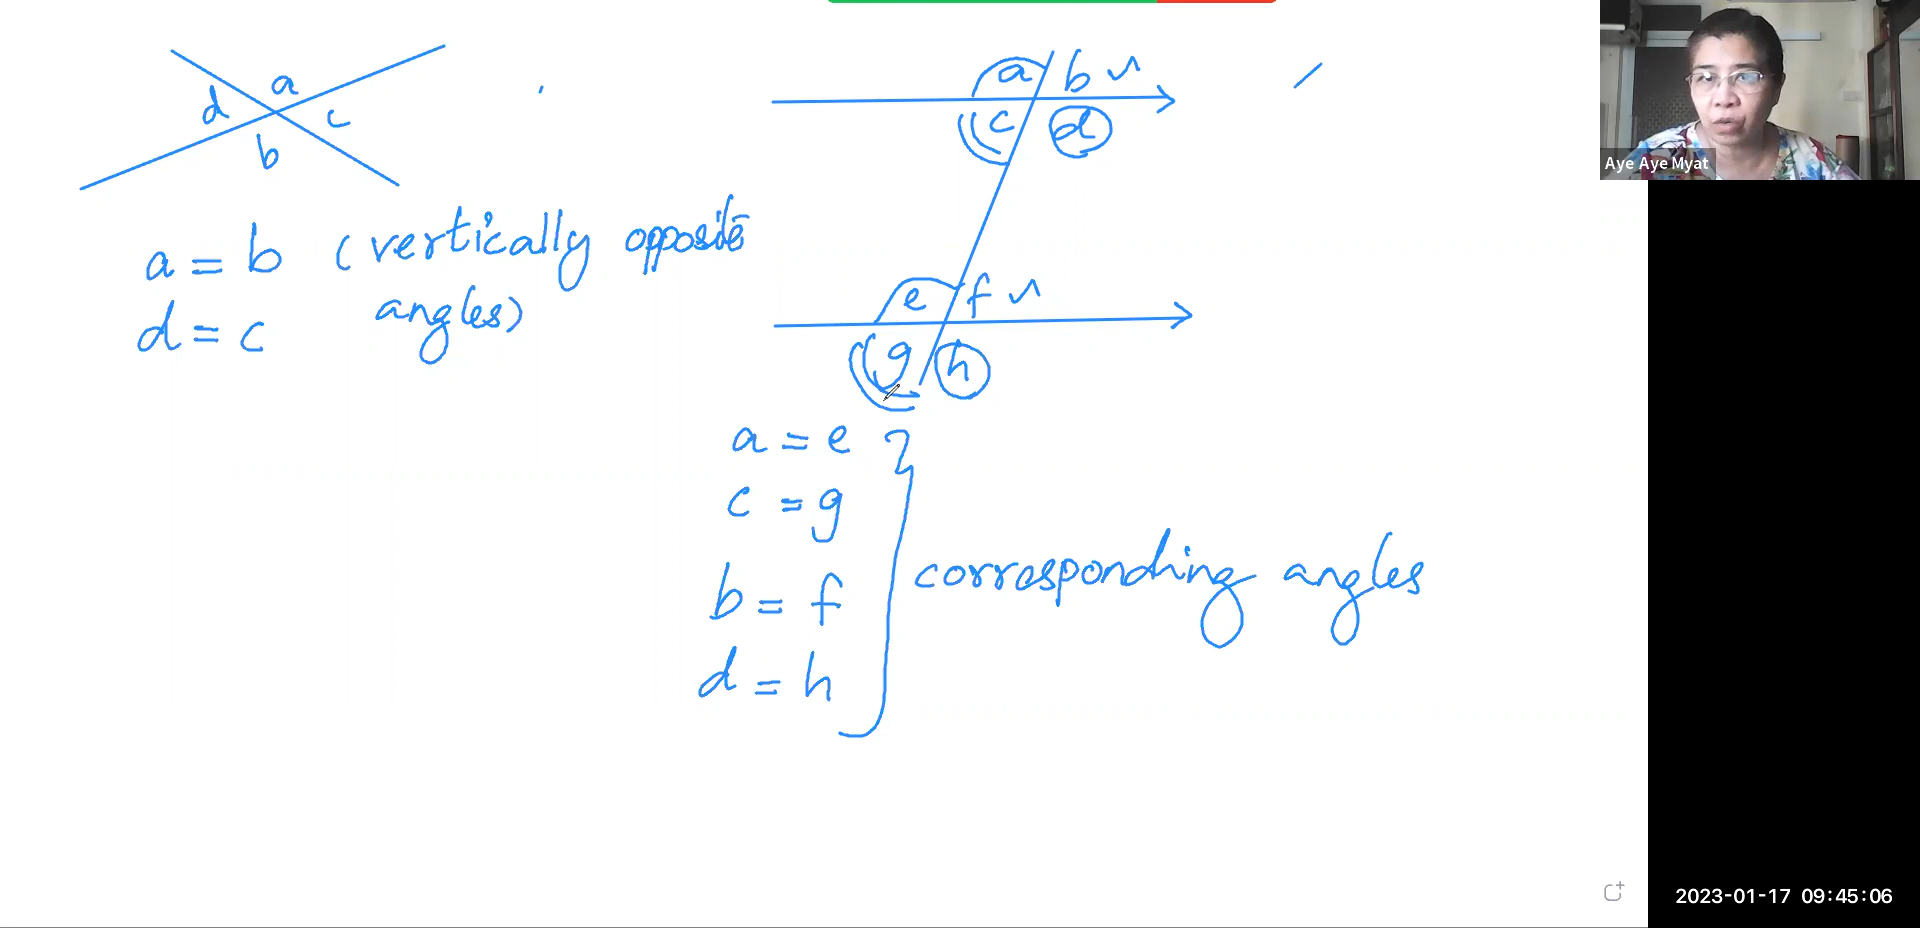 a
d
c
b
a = b (vertically opposite
d = c angles)
a b
c d
e f
g h
a = e
c = g
b = f
d = h
corresponding angles
Aye Aye Myat
2023-01-17 09:45:06